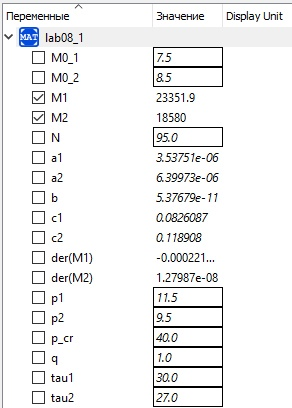 Переменные Значение Display Unit
MAT lab08_1
M0_1 7.5
M0_2 8.5
M1 23351.9
M2 18580
N 95.0
a1 3.53751e-06
a2 6.39973e-06
b 5.37679e-11
c1 0.0826087
c2 0.118908
der(M1) -0.000221...
der(M2) 1.27987e-08
p1 11.5
p2 9.5
p_cr 40.0
q 1.0
tau1 30.0
tau2 27.0